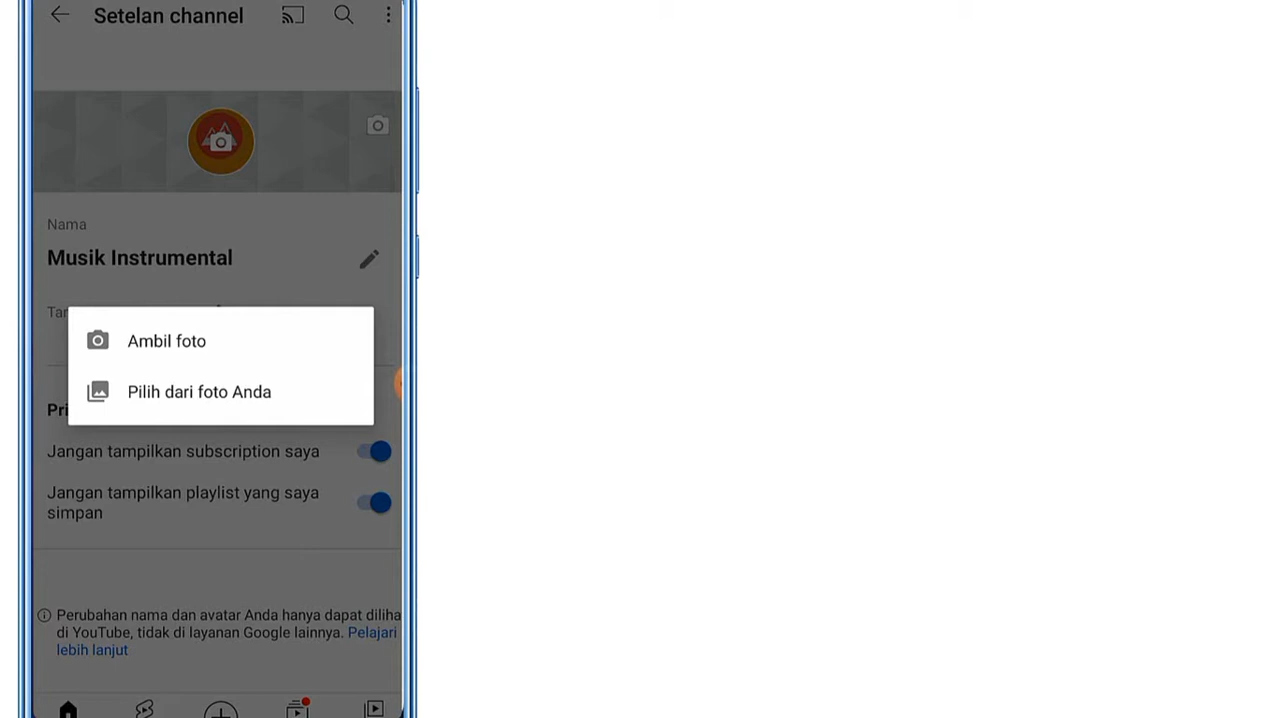 Setelan channel
Nama
Musik Instrumental
Ambil foto
Pilih dari foto Anda
Jangan tampilkan subscription saya
Jangan tampilkan playlist yang saya
simpan
Perubahan nama dan avatar Anda hanya dapat
di YouTube, tidak di layanan Google lainnya. Pelajari
lebih lanjut